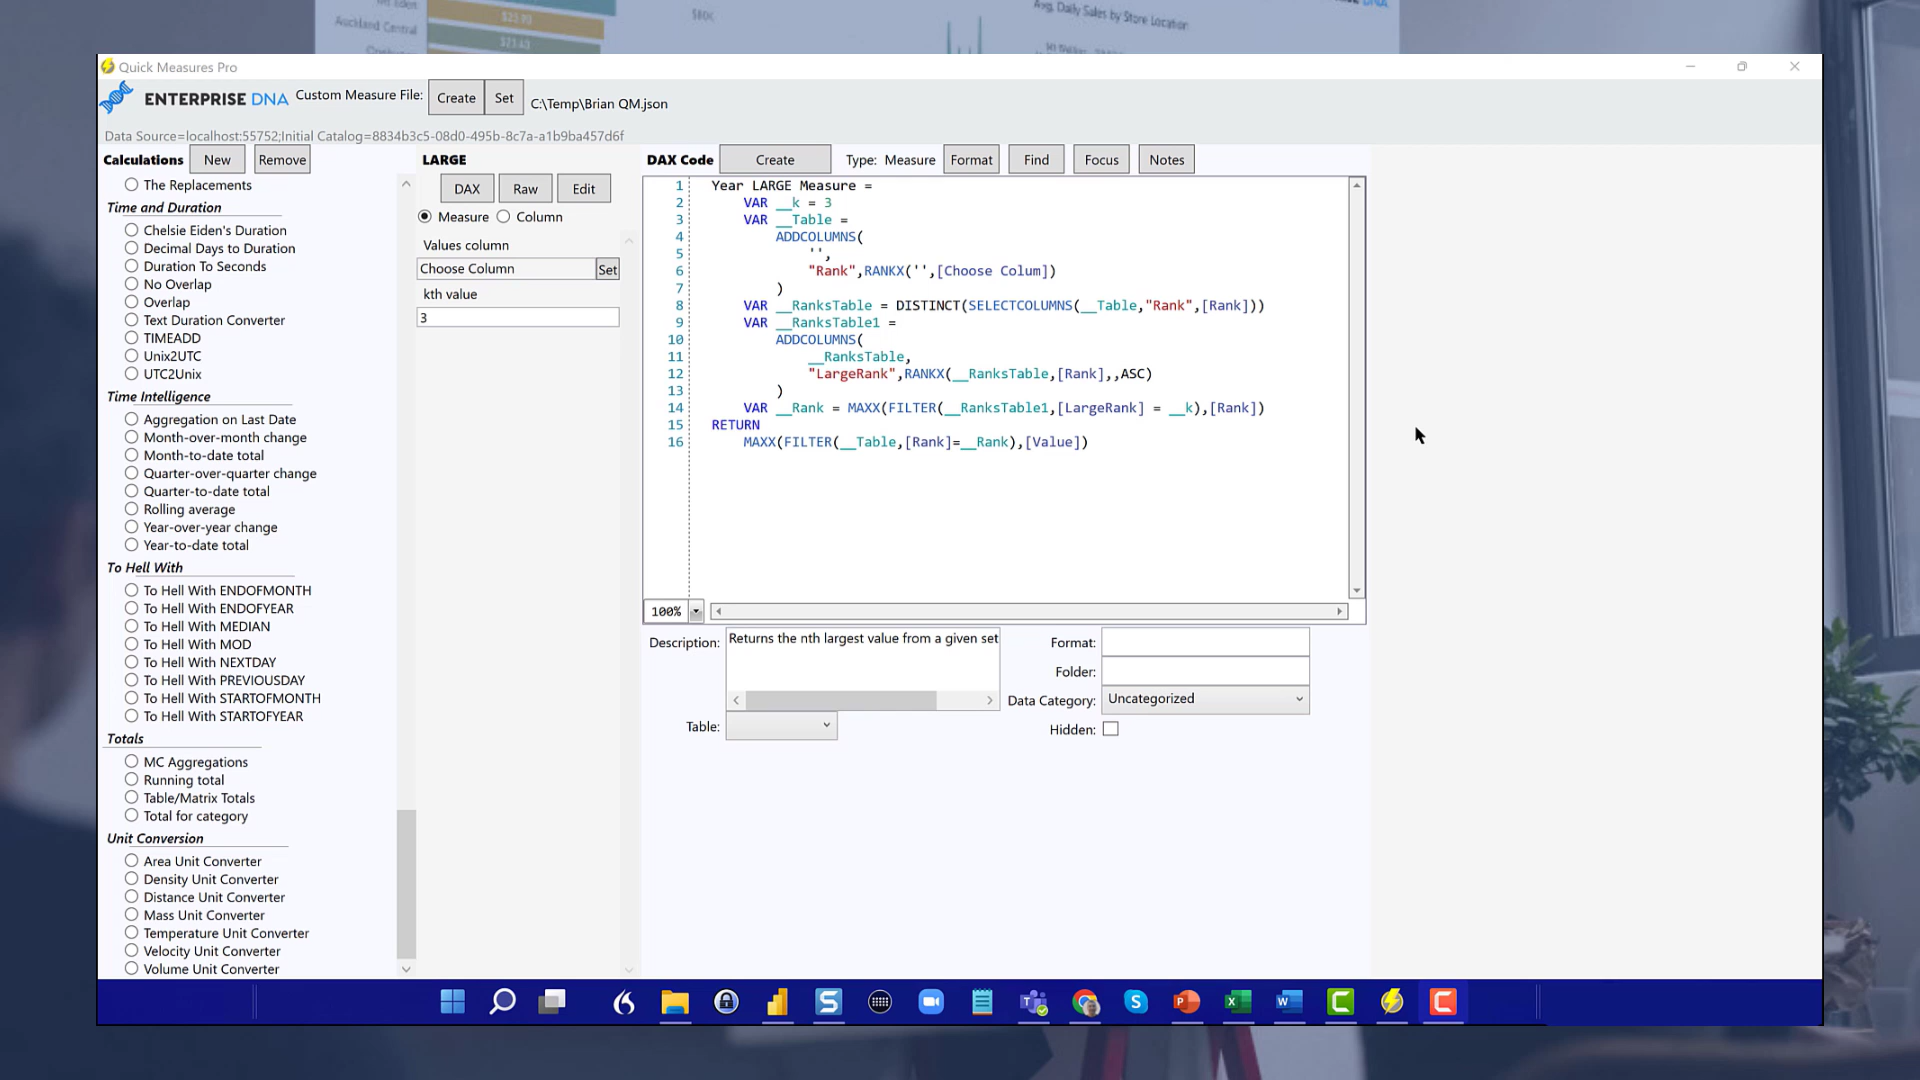 Auckland Central
$23.93
$23.40
$80K
Avg. Daily Sales by Store Location
Quick Measures Pro
ENTERPRISE DNA
Custom Measure File:
Create
Set
C:\Temp\Brian QM.json
Data Source=localhost:55752;Initial Catalog=8834b3c5-08d0-495b-8c7a-a1b9ba457d6f
Calculations
New
Remove
The Replacements
Time and Duration
Chelsie Eiden's Duration
Decimal Days to Duration
Duration To Seconds
No Overlap
Overlap
Text Duration Converter
TIMEADD
Unix2UTC
UTC2Unix
Time Intelligence
Aggregation on Last Date
Month-over-month change
Month-to-date total
Quarter-over-quarter change
Quarter-to-date total
Rolling average
Year-over-year change
Year-to-date total
To Hell With
To Hell With ENDOFMONTH
To Hell With ENDOFYEAR
To Hell With MEDIAN
To Hell With MOD
To Hell With NEXTDAY
To Hell With PREVIOUSDAY
To Hell With STARTOFMONTH
To Hell With STARTOFYEAR
Totals
MC Aggregations
Running total
Table/Matrix Totals
Total for category
Unit Conversion
Area Unit Converter
Density Unit Converter
Distance Unit Converter
Mass Unit Converter
Temperature Unit Converter
Velocity Unit Converter
Volume Unit Converter
LARGE
DAX
Raw
Edit
Measure
Column
Values column
Choose Column
Set
kth value
3
DAX Code
Create
Type: Measure
Format
Find
Focus
Notes
1 Year LARGE Measure =
2 VAR __k = 3
3 VAR __Table =
4 ADDCOLUMNS(
5 '',
6 "Rank",RANKX('',[Choose Colum])
7 )
8 VAR __RanksTable = DISTINCT(SELECTCOLUMNS(__Table,"Rank",[Rank]))
9 VAR __RanksTable1 =
10 ADDCOLUMNS(
11 __RanksTable,
12 "LargeRank",RANKX(__RanksTable,[Rank],,ASC)
13 )
14 VAR __Rank = MAXX(FILTER(__RanksTable1,[LargeRank] = __k),[Rank])
15 RETURN
16 MAXX(FILTER(__Table,[Rank]=__Rank),[Value])
100%
Description:
Returns the nth largest value from a given set
Table:
Format:
Folder:
Data Category:
Uncategorized
Hidden: